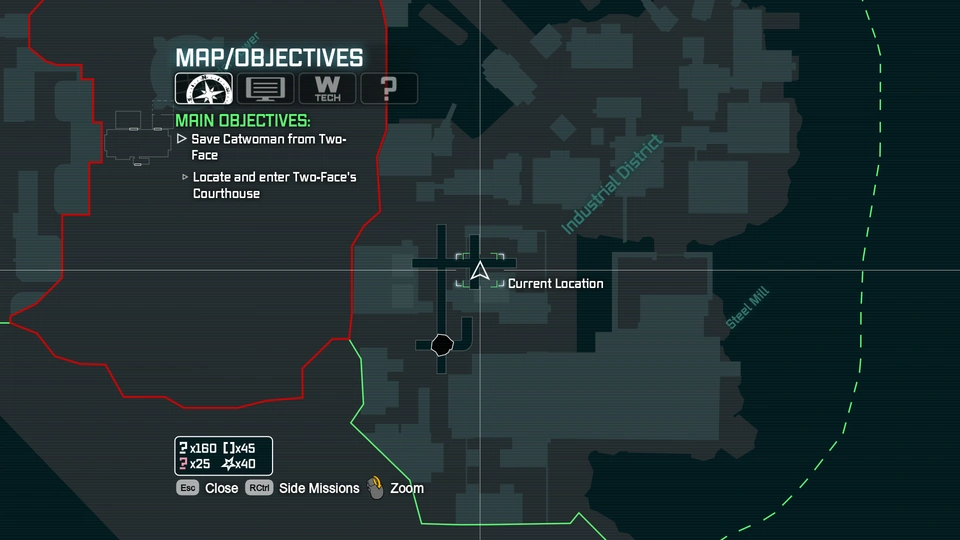 MAP/OBJECTIVES
W
TECH
?
MAIN OBJECTIVES:
Save Catwoman from Two-
Face
Locate and enter Two-Face's
Courthouse
Industrial District
Current Location
Steel Mill
?x160 []x45
?x25 x40
Esc Close RCtrl Side Missions Zoom